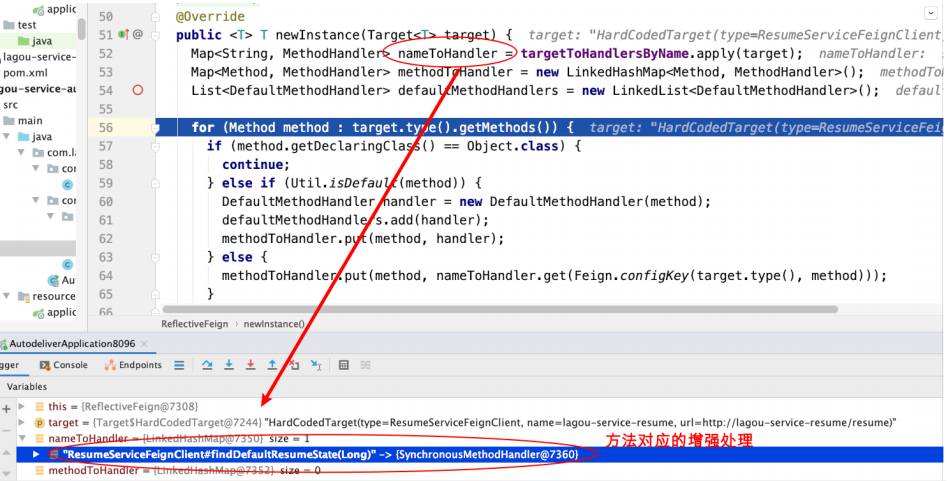 applic
test
java
lagou-service-
pom.xml
gou-service-au
src
main
java
com.la
con
cor
Au
resource
applic
50 @Override
51 @ public <T> T newInstance(Target<T> target) { target: "HardCodedTarget(type=ResumeServiceFeignClient
52 Map<String, MethodHandler> nameToHandler = targetToHandlersByName.apply(target); nameToHandler:
53 Map<Method, MethodHandler> methodToHandler = new LinkedHashMap<Method, MethodHandler>(); methodTo
54 List<DefaultMethodHandler> defaultMethodHandlers = new LinkedList<DefaultMethodHandler>(); default
55
56 for (Method method : target.type().getMethods()) { target: "HardCodedTarget(type=ResumeServiceFei
57 if (method.getDeclaringClass() == Object.class) {
58 continue;
59 } else if (Util.isDefault(method)) {
60 DefaultMethodHandler handler = new DefaultMethodHandler(method);
61 defaultMethodHandlers.add(handler);
62 methodToHandler.put(method, handler);
63 } else {
64 methodToHandler.put(method, nameToHandler.get(Feign.configKey(target.type(), method)));
65 }
66
ReflectiveFeign › newInstance()
AutodeliverApplication8096 ×
gger Console Endpoints
Variables
this = {ReflectiveFeign@7308}
target = {Target$HardCodedTarget@7244} "HardCodedTarget(type=ResumeServiceFeignClient, name=lagou-service-resume, url=http://lagou-service-resume/resume)"
nameToHandler = {LinkedHashMap@7350} size = 1
方法对应的增强处理
"ResumeServiceFeignClient#findDefaultResumeState(Long)" -> {SynchronousMethodHandler@7360}
methodToHandler = {LinkedHashMap@7352} size = 0